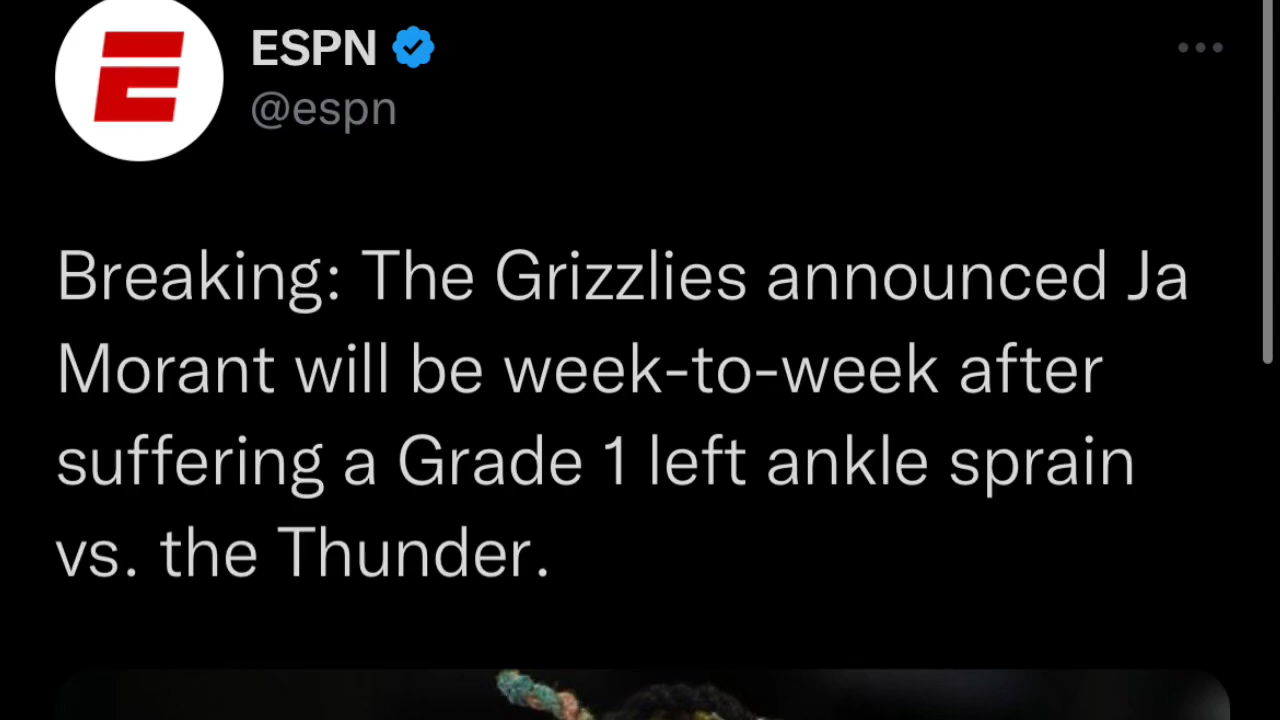 ESPN
@espn
Breaking: The Grizzlies announced Ja
Morant will be week-to-week after
suffering a Grade 1 left ankle sprain
vs. the Thunder.